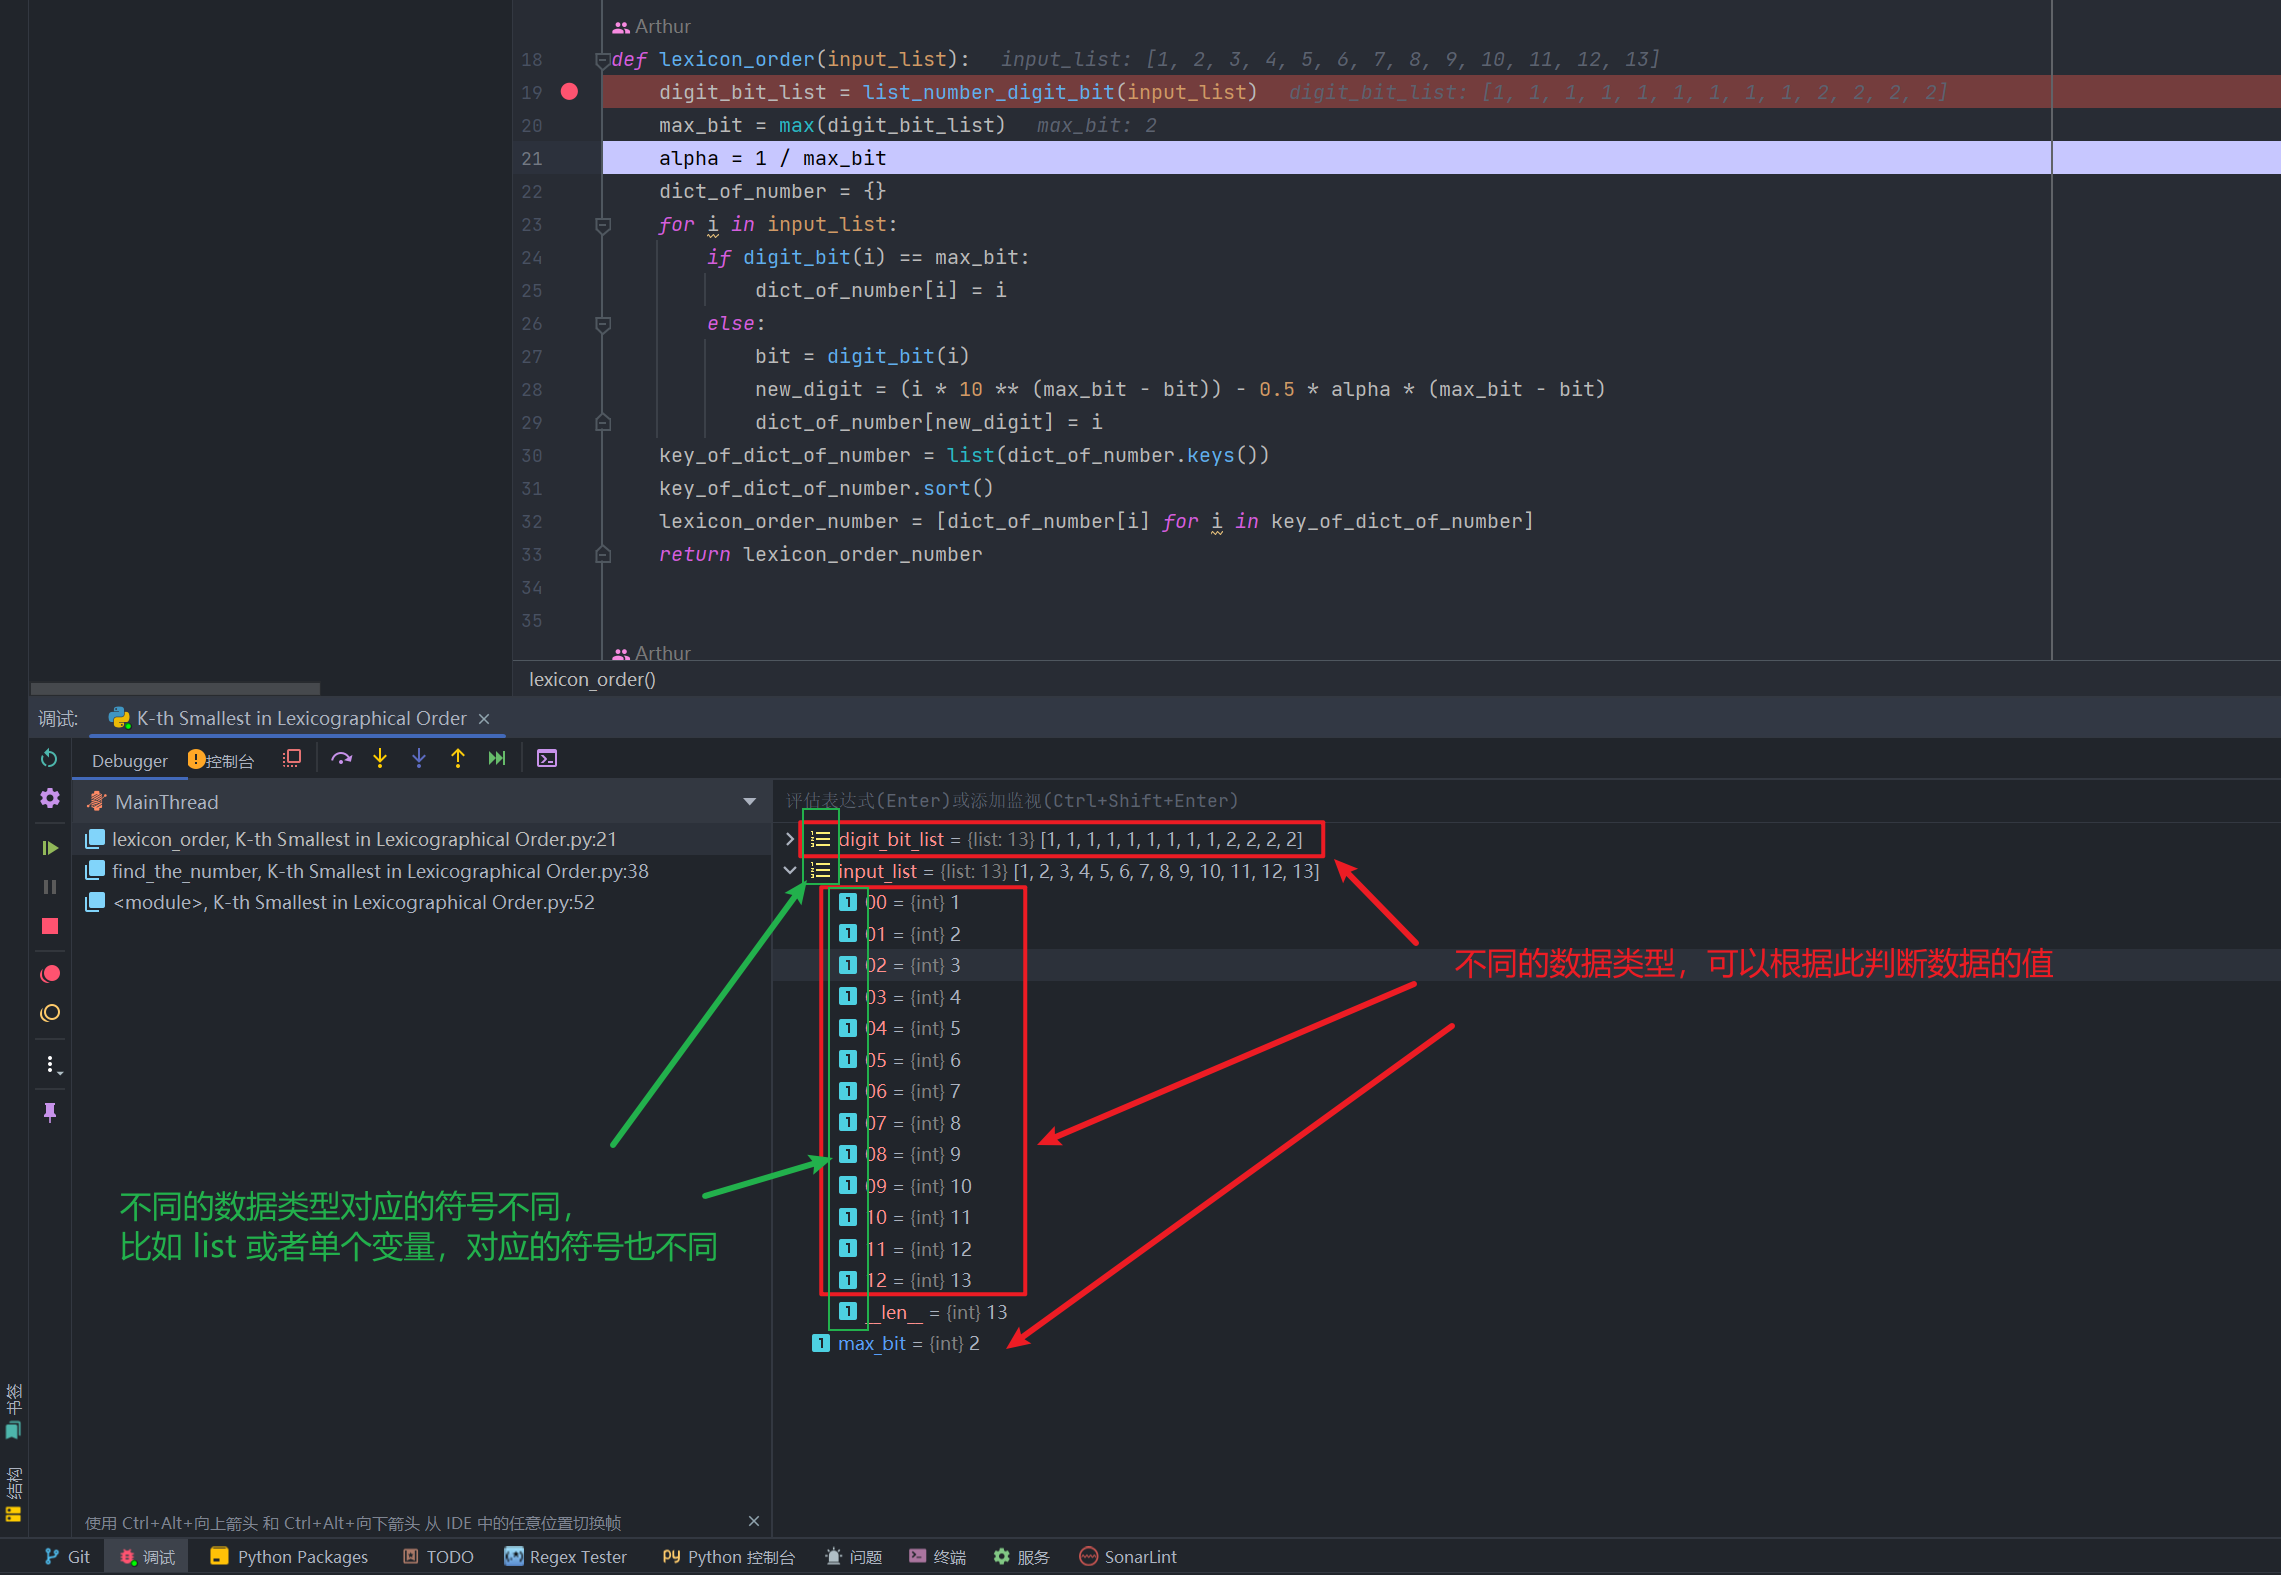 Arthur
18 def lexicon_order(input_list): input_list: [1, 2, 3, 4, 5, 6, 7, 8, 9, 10, 11, 12, 13]
19 digit_bit_list = list_number_digit_bit(input_list) digit_bit_list: [1, 1, 1, 1, 1, 1, 1, 1, 1, 2, 2, 2, 2]
20 max_bit = max(digit_bit_list) max_bit: 2
21 alpha = 1 / max_bit
22 dict_of_number = {}
23 for i in input_list:
24 if digit_bit(i) == max_bit:
25 dict_of_number[i] = i
26 else:
27 bit = digit_bit(i)
28 new_digit = (i * 10 ** (max_bit - bit)) - 0.5 * alpha * (max_bit - bit)
29 dict_of_number[new_digit] = i
30 key_of_dict_of_number = list(dict_of_number.keys())
31 key_of_dict_of_number.sort()
32 lexicon_order_number = [dict_of_number[i] for i in key_of_dict_of_number]
33 return lexicon_order_number
34
35
Arthur
lexicon_order()
调试: K-th Smallest in Lexicographical Order
Debugger 控制台
MainThread
lexicon_order, K-th Smallest in Lexicographical Order.py:21
find_the_number, K-th Smallest in Lexicographical Order.py:38
<module>, K-th Smallest in Lexicographical Order.py:52
评估表达式(Enter)或添加监视(Ctrl+Shift+Enter)
digit_bit_list = {list: 13} [1, 1, 1, 1, 1, 1, 1, 1, 1, 2, 2, 2, 2]
input_list = {list: 13} [1, 2, 3, 4, 5, 6, 7, 8, 9, 10, 11, 12, 13]
1 00 = {int} 1
1 01 = {int} 2
1 02 = {int} 3
1 03 = {int} 4
1 04 = {int} 5
1 05 = {int} 6
1 06 = {int} 7
1 07 = {int} 8
1 08 = {int} 9
1 09 = {int} 10
1 10 = {int} 11
1 11 = {int} 12
1 12 = {int} 13
1 __len__ = {int} 13
1 max_bit = {int} 2
不同的数据类型，可以根据此判断数据的值
不同的数据类型对应的符号不同，
比如 list 或者单个变量，对应的符号也不同
书签
结构
使用 Ctrl+Alt+向上箭头 和 Ctrl+Alt+向下箭头 从 IDE 中的任意位置切换帧
Git 调试 Python Packages TODO Regex Tester Python 控制台 问题 终端 服务 SonarLint